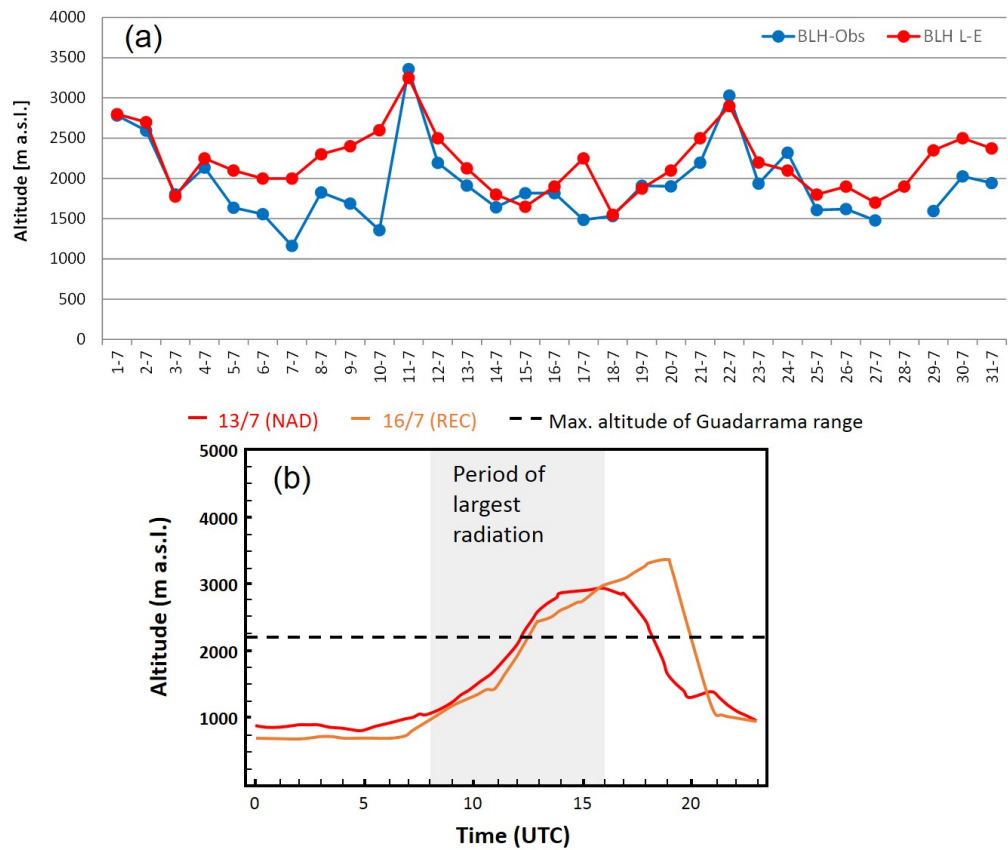 (a)
BLH-Obs BLH L-E
Altitude [m a.s.l.]
4000
3500
3000
2500
2000
1500
1000
500
0
1-7 2-7 3-7 4-7 5-7 6-7 7-7 8-7 9-7 10-7 11-7 12-7 13-7 14-7 15-7 16-7 17-7 18-7 19-7 20-7 21-7 22-7 23-7 24-7 25-7 26-7 27-7 28-7 29-7 30-7 31-7
13/7 (NAD) 16/7 (REC) Max. altitude of Guadarrama range
(b)
Period of
largest
radiation
Altitude (m a.s.l.)
5000
4000
3000
2000
1000
0 5 10 15 20
Time (UTC)